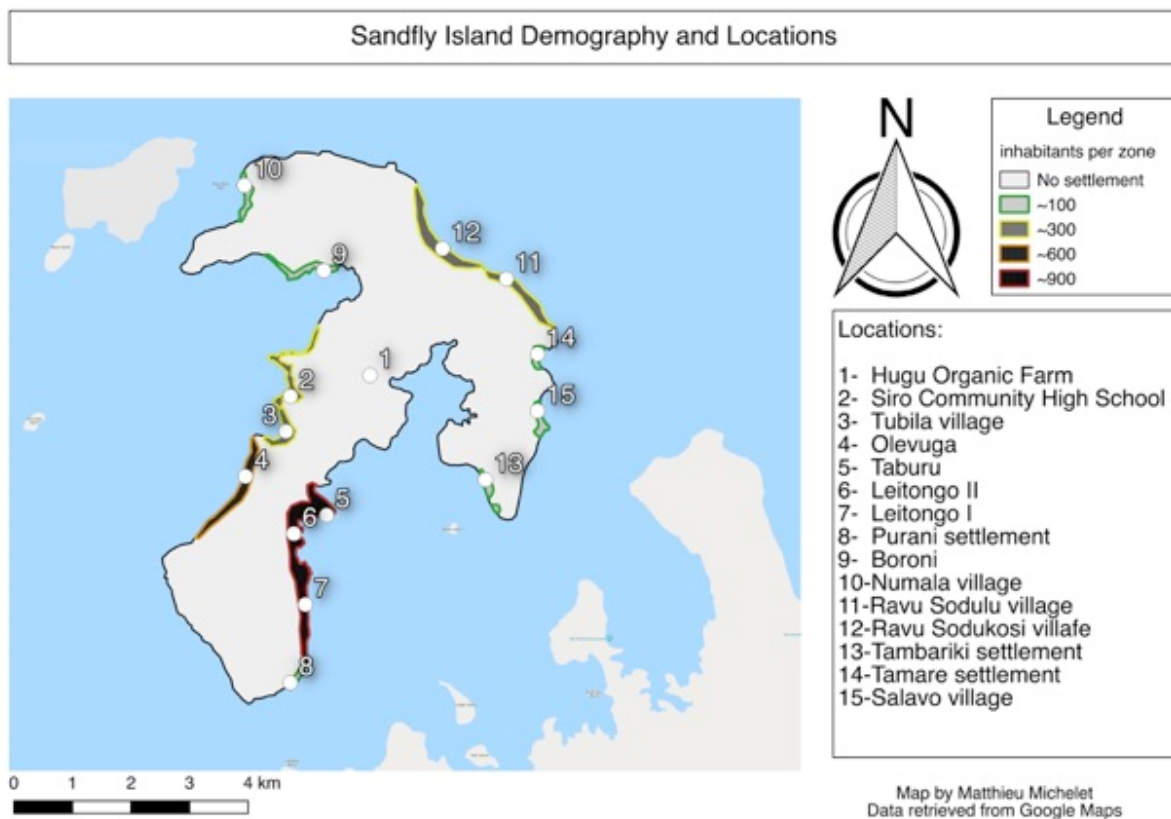 Sandfly Island Demography and Locations
N
Legend
inhabitants per zone
No settlement
~100
~300
~600
~900
10
9
12
11
14
1
2
15
3
4
13
5
6
7
8
Locations:
1- Hugu Organic Farm
2- Siro Community High School
3- Tubila village
4- Olevuga
5- Taburu
6- Leitongo II
7- Leitongo I
8- Purani settlement
9- Boroni
10-Numala village
11-Ravu Sodulu village
12-Ravu Sodukosi villafe
13-Tambariki settlement
14-Tamare settlement
15-Salavo village
0 1 2 3 4 km
Map by Matthieu Michelet
Data retrieved from Google Maps